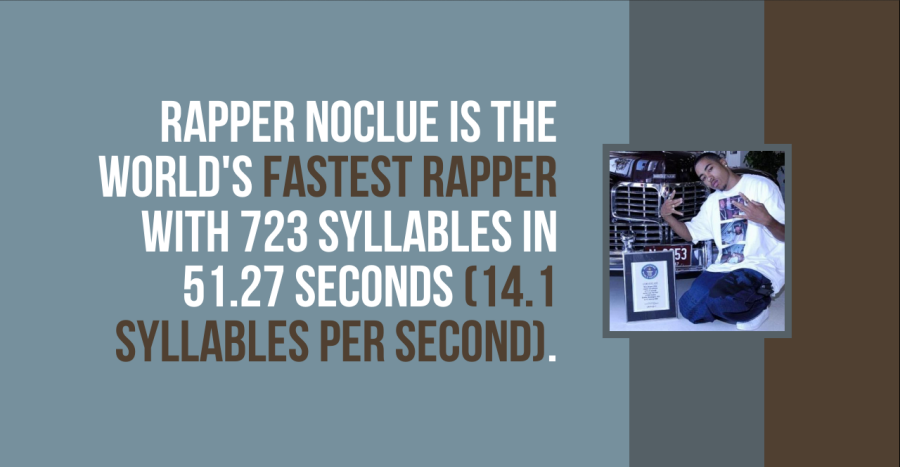 RAPPER NOCLUE IS THE
WORLD'S FASTEST RAPPER
WITH 723 SYLLABLES IN
51.27 SECONDS (14.1
SYLLABLES PER SECOND).